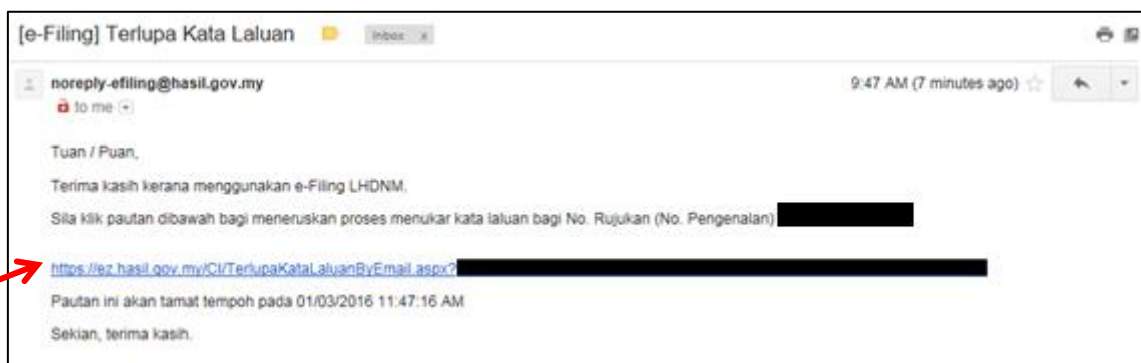 [e-Filing] Terlupa Kata Laluan Inbox x
noreply-efiling@hasil.gov.my 9:47 AM (7 minutes ago)
to me
Tuan / Puan,
Terima kasih kerana menggunakan e-Filing LHDNM.
Sila klik pautan dibawah bagi meneruskan proses menukar kata laluan bagi No. Rujukan (No. Pengenalan)
https://ez.hasil.gov.my/CI/TerlupaKataLaluanByEmail.aspx?
Pautan ini akan tamat tempoh pada 01/03/2016 11:47:16 AM
Sekian, terima kasih.